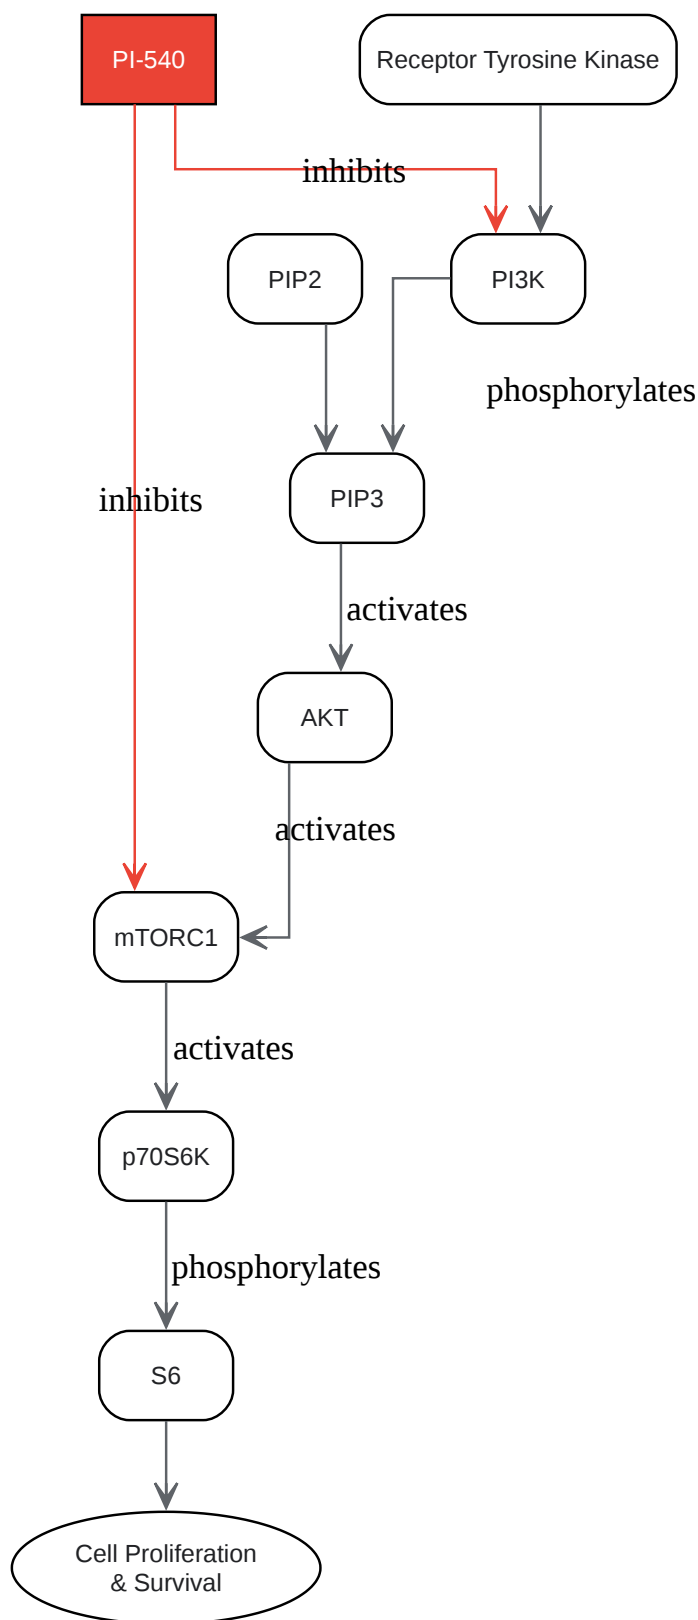 PI-540
Receptor Tyrosine Kinase
inhibits
PIP2
PI3K
phosphorylates
inhibits
PIP3
activates
AKT
activates
mTORC1
activates
p70S6K
phosphorylates
S6
Cell Proliferation
& Survival